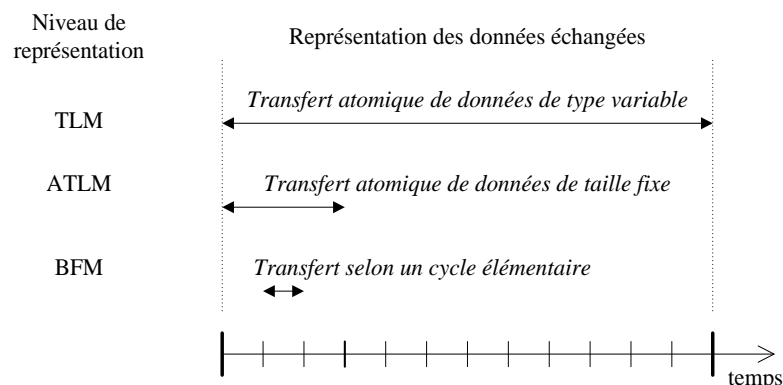 Niveau de
représentation
Représentation des données échangées
TLM
Transfert atomique de données de type variable
ATLM
Transfert atomique de données de taille fixe
BFM
Transfert selon un cycle élémentaire
temps